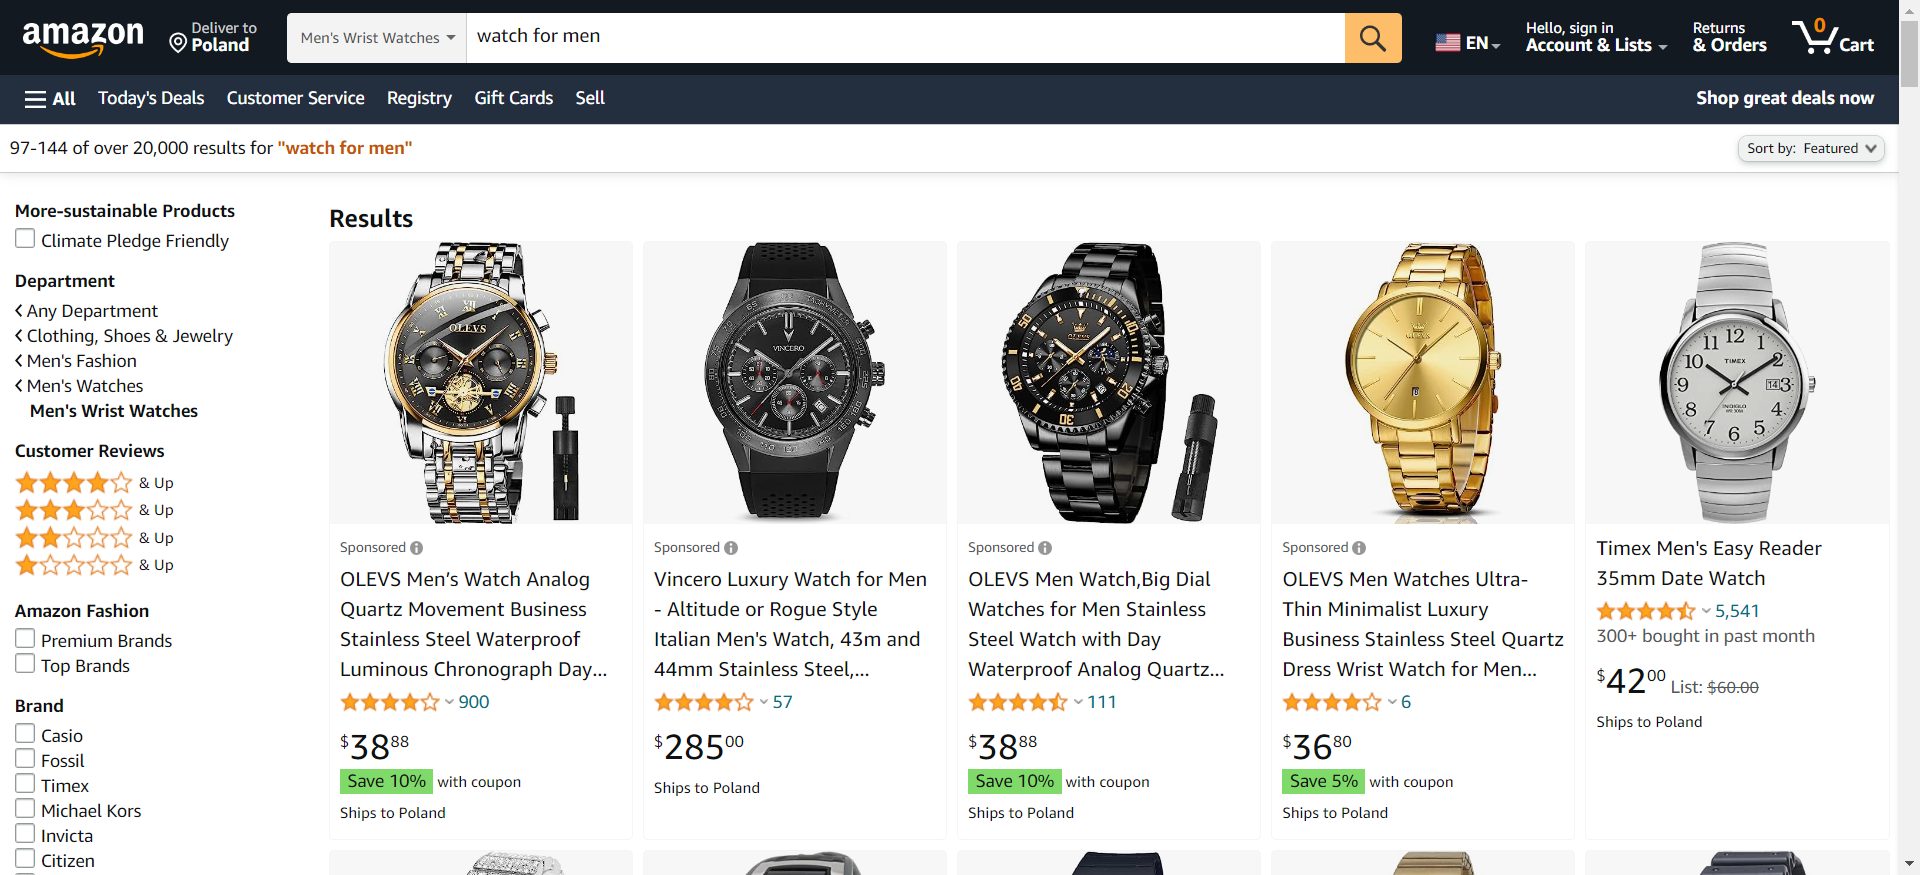 amazon
Deliver to
Poland
Men's Wrist Watches
watch for men
EN
Hello, sign in
Account & Lists
Returns
& Orders
0
Cart
All
Today's Deals
Customer Service
Registry
Gift Cards
Sell
Shop great deals now
97-144 of over 20,000 results for "watch for men"
Sort by: Featured
More-sustainable Products
Climate Pledge Friendly
Department
Any Department
Clothing, Shoes & Jewelry
Men's Fashion
Men's Watches
Men's Wrist Watches
Customer Reviews
& Up
& Up
& Up
& Up
Amazon Fashion
Premium Brands
Top Brands
Brand
Casio
Fossil
Timex
Michael Kors
Invicta
Citizen
Results
OLEVS
Sponsored
OLEVS Men’s Watch Analog
Quartz Movement Business
Stainless Steel Waterproof
Luminous Chronograph Day...
900
$38 88
Save 10% with coupon
Ships to Poland
VINCERO
Sponsored
Vincero Luxury Watch for Men
- Altitude or Rogue Style
Italian Men's Watch, 43m and
44mm Stainless Steel,...
57
$285 00
Ships to Poland
Sponsored
OLEVS Men Watch,Big Dial
Watches for Men Stainless
Steel Watch with Day
Waterproof Analog Quartz...
111
$38 88
Save 10% with coupon
Ships to Poland
Sponsored
OLEVS Men Watches Ultra-
Thin Minimalist Luxury
Business Stainless Steel Quartz
Dress Wrist Watch for Men...
6
$36 80
Save 5% with coupon
Ships to Poland
TIMEX
INDIGLO
Timex Men's Easy Reader
35mm Date Watch
5,541
300+ bought in past month
$42 00 List: $60.00
Ships to Poland